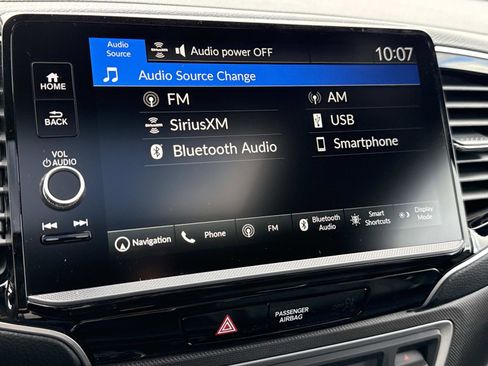 Audio
Source
SiriusXM
Audio power OFF
10:07
Audio Source Change
HOME
BACK
VOL
AUDIO
FM
AM
SiriusXM
USB
Bluetooth Audio
Smartphone
Navigation
Phone
FM
Bluetooth
Audio
Smart
Shortcuts
Display
Mode
PASSENGER
AIRBAG